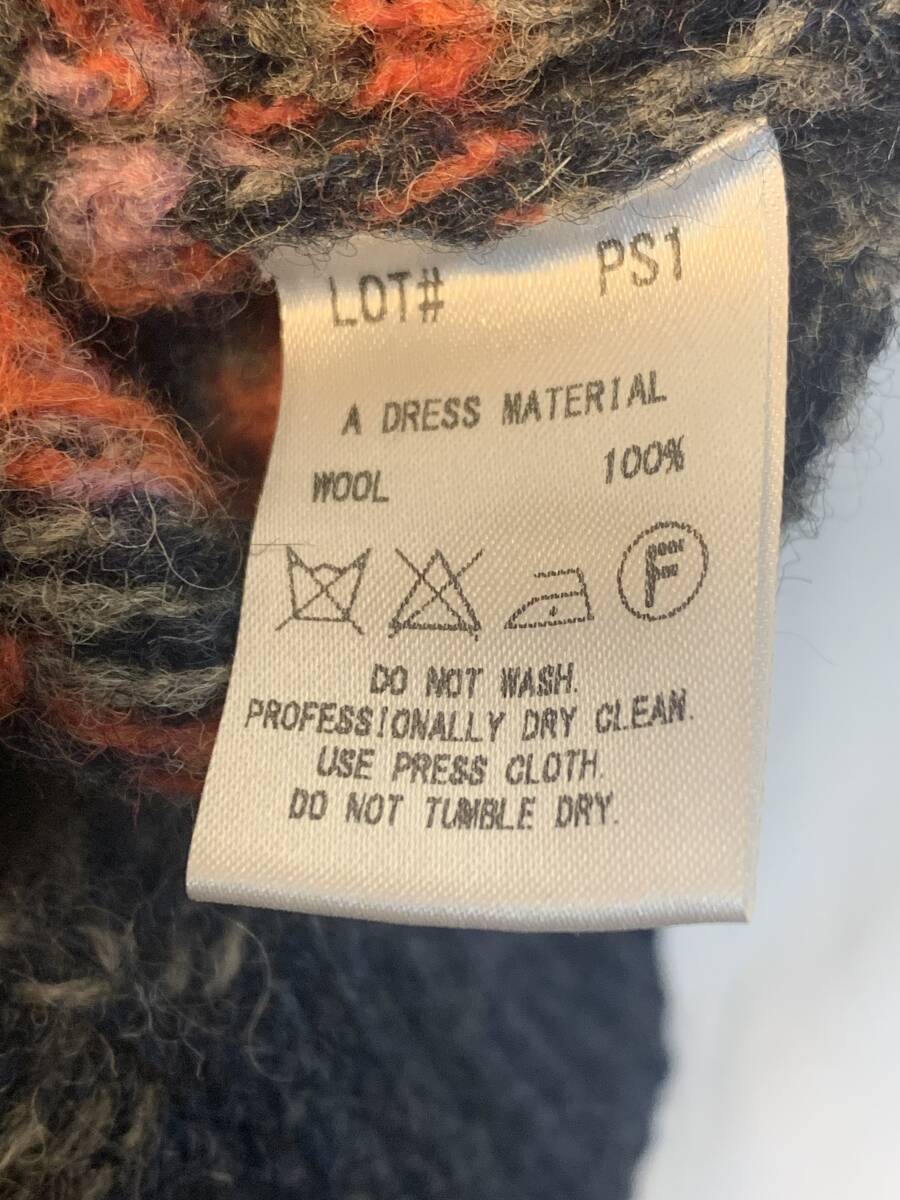 LOT# PS1
A DRESS MATERIAL
WOOL 100%
F
DO NOT WASH.
PROFESSIONALLY DRY CLEAN.
USE PRESS CLOTH.
DO NOT TUMBLE DRY.